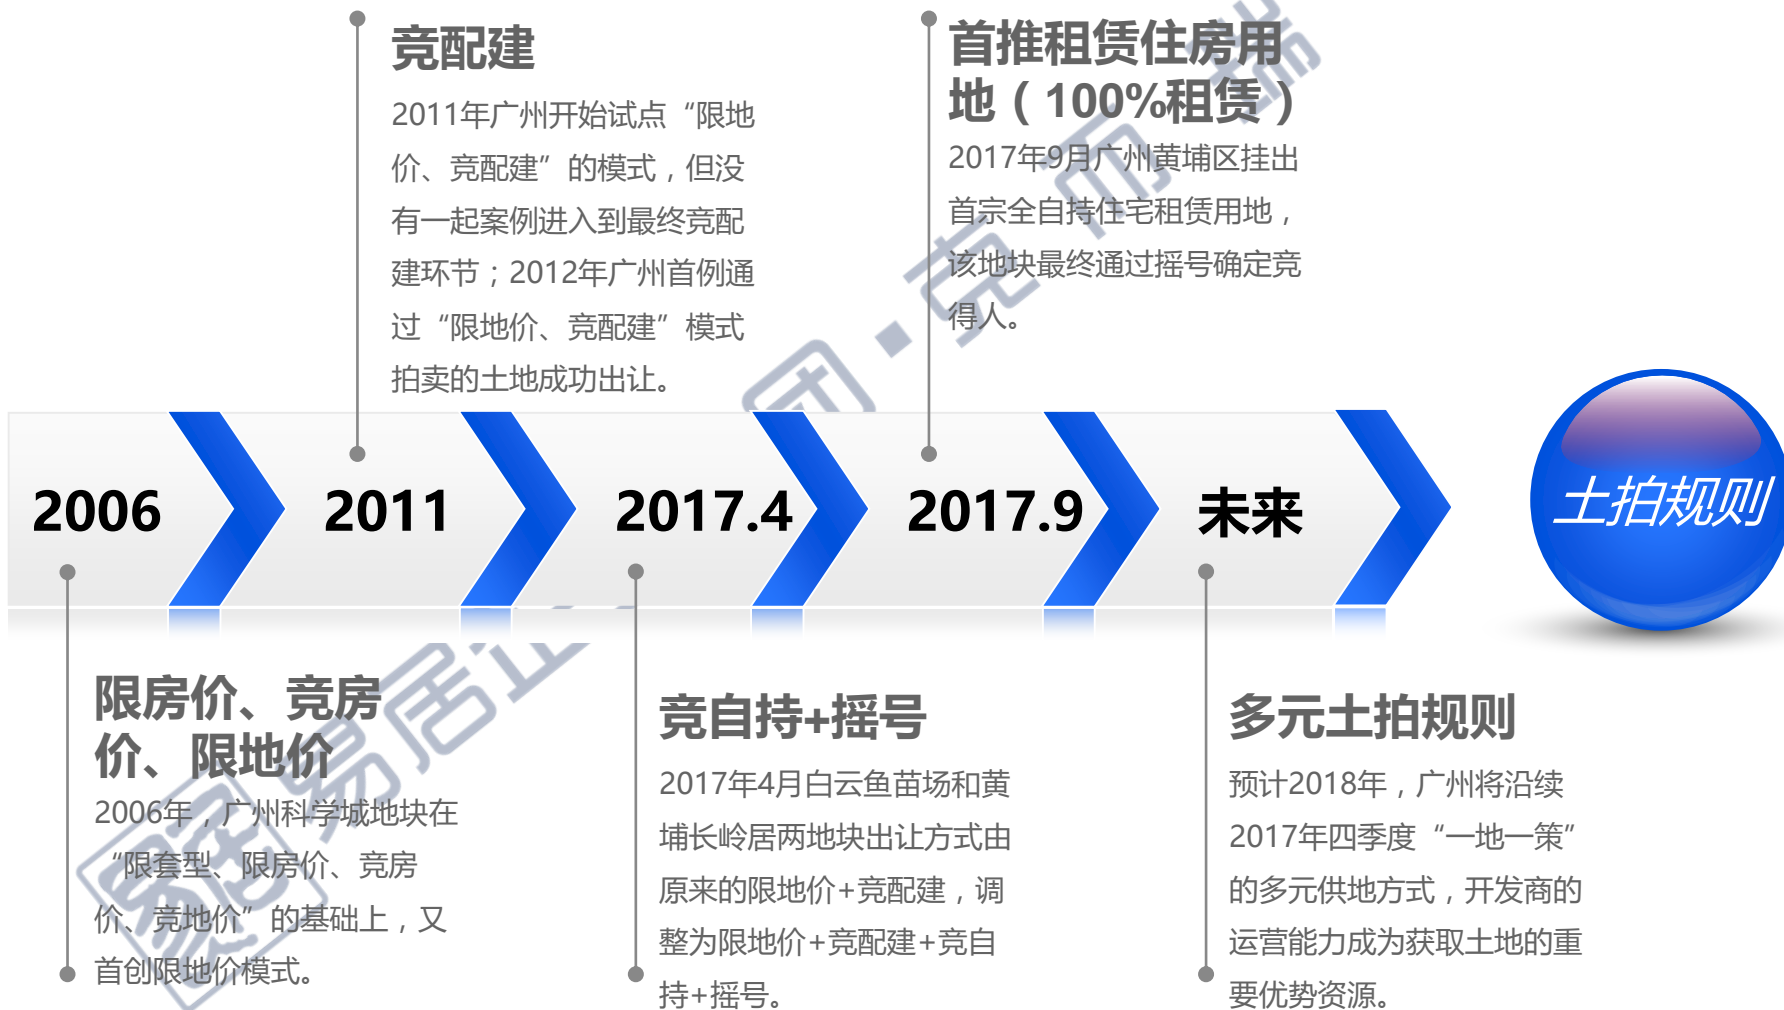 竞配建
2011年广州开始试点“限地
价、竞配建”的模式，但没
有一起案例进入到最终竞配
建环节；2012年广州首例通
过“限地价、竞配建”模式
拍卖的土地成功出让。
首推租赁住房用
地（100%租赁）
2017年9月广州黄埔区挂出
首宗全自持住宅租赁用地，
该地块最终通过摇号确定竞
得人。
2006
2011
2017.4
2017.9
未来
土拍规则
限房价、竞房
价、限地价
2006年，广州科学城地块在
“限套型、限房价、竞房
价、竞地价”的基础上，又
首创限地价模式。
竞自持+摇号
2017年4月白云鱼苗场和黄
埔长岭居两地块出让方式由
原来的限地价+竞配建，调
整为限地价+竞配建+竞自
持+摇号。
多元土拍规则
预计2018年，广州将沿续
2017年四季度“一地一策”
的多元供地方式，开发商的
运营能力成为获取土地的重
要优势资源。
易居企
团·克而瑞